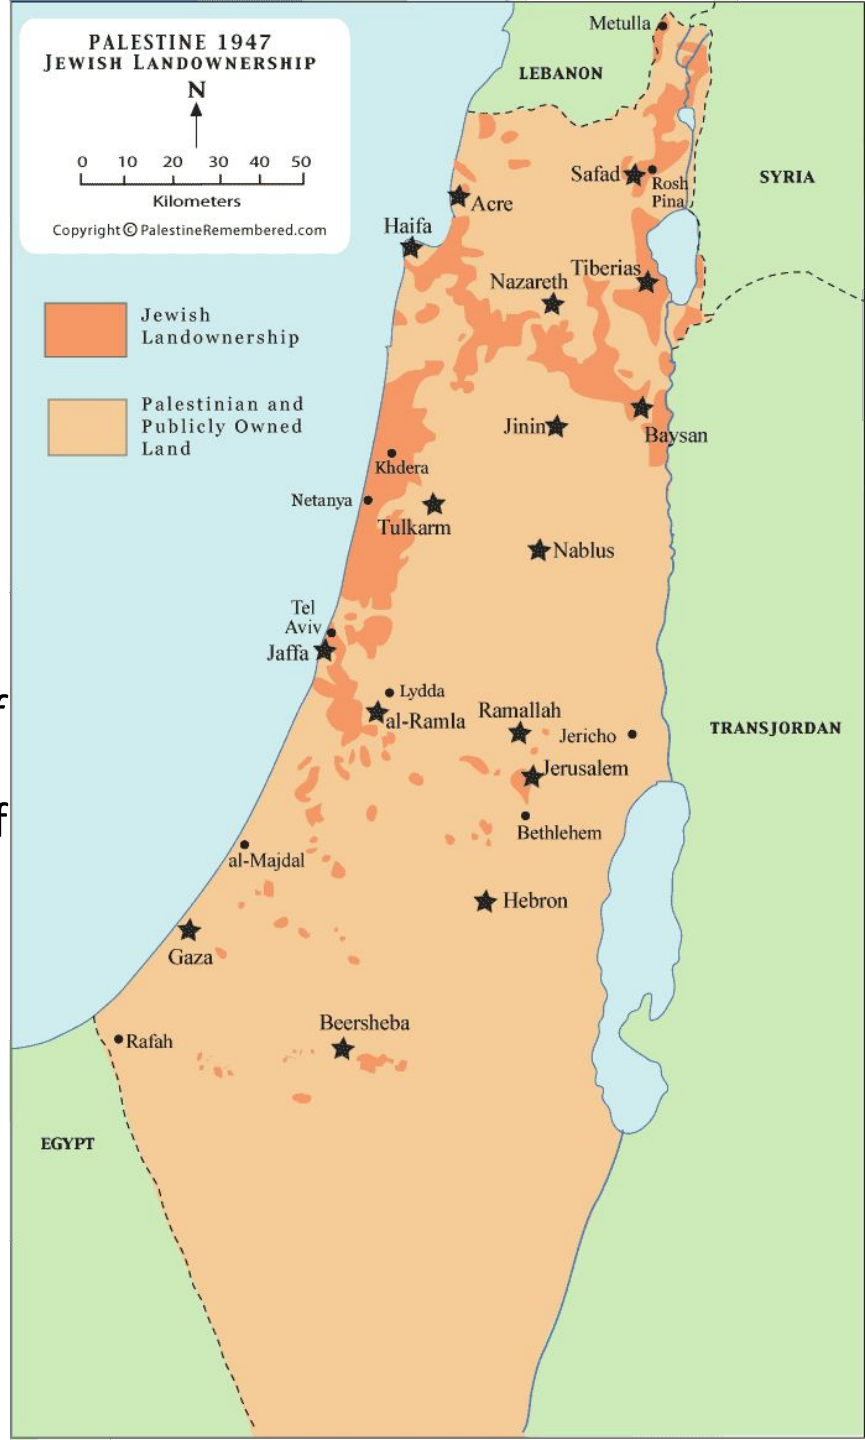 PALESTINE 1947
JEWISH LANDOWNERSHIP
N
0 10 20 30 40 50
Kilometers
Copyright © PalestineRemembered.com
Jewish
Landownership
Palestinian and
Publicly Owned
Land
Metulla
LEBANON
SYRIA
Safad
Rosh
Pina
Acre
Haifa
Tiberias
Nazareth
Jinin
Baysan
Khdera
Netanya
Tulkarm
Nablus
Tel
Aviv
Jaffa
Lydda
al-Ramla
Ramallah
Jericho
TRANSJORDAN
Jerusalem
Bethlehem
al-Majdal
Hebron
Gaza
Beersheba
Rafah
EGYPT
f
f